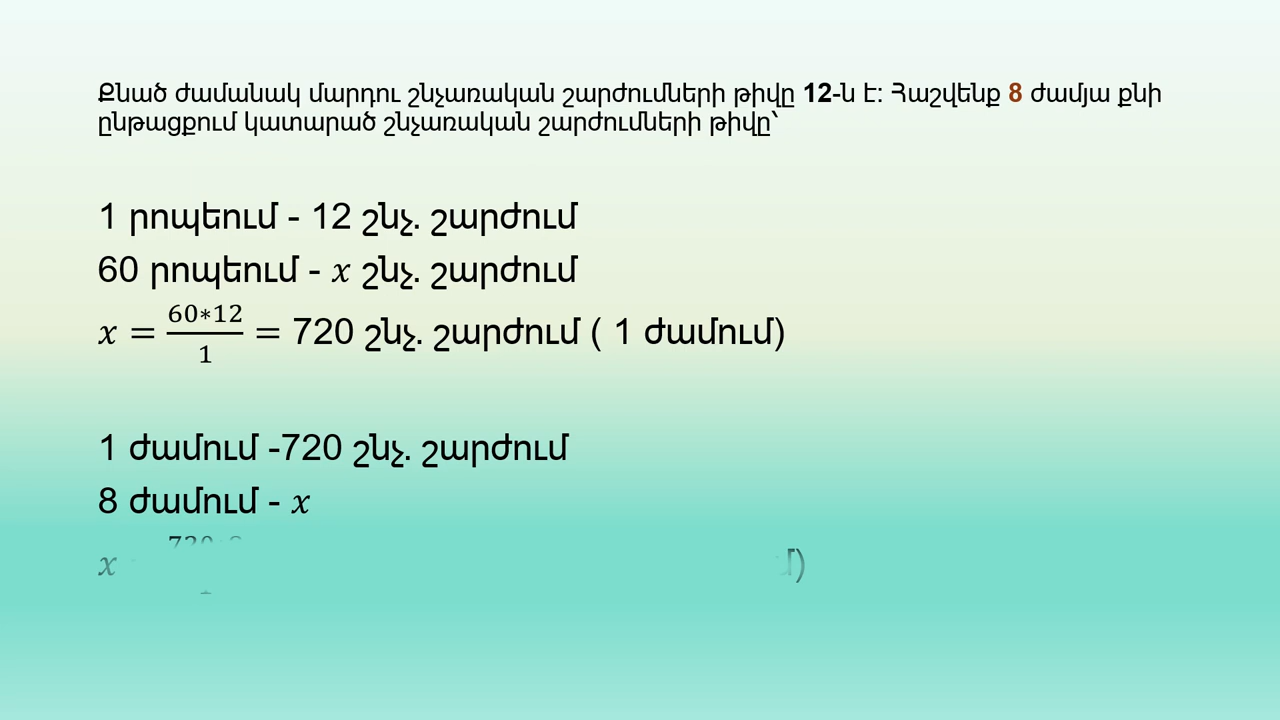 Քնած ժամանակ մարդու շնչառական շարժումների թիվը 12-ն է: Հաշվենք 8 ժամյա քնի
ընթացքում կատարած շնչառական շարժումների թիվը՝
1 րոպեում - 12 շնչ. շարժում
60 րոպեում - x շնչ. շարժում
x = 60*12/1 = 720 շնչ. շարժում ( 1 ժամում)
1 ժամում -720 շնչ. շարժում
8 ժամում - x
x